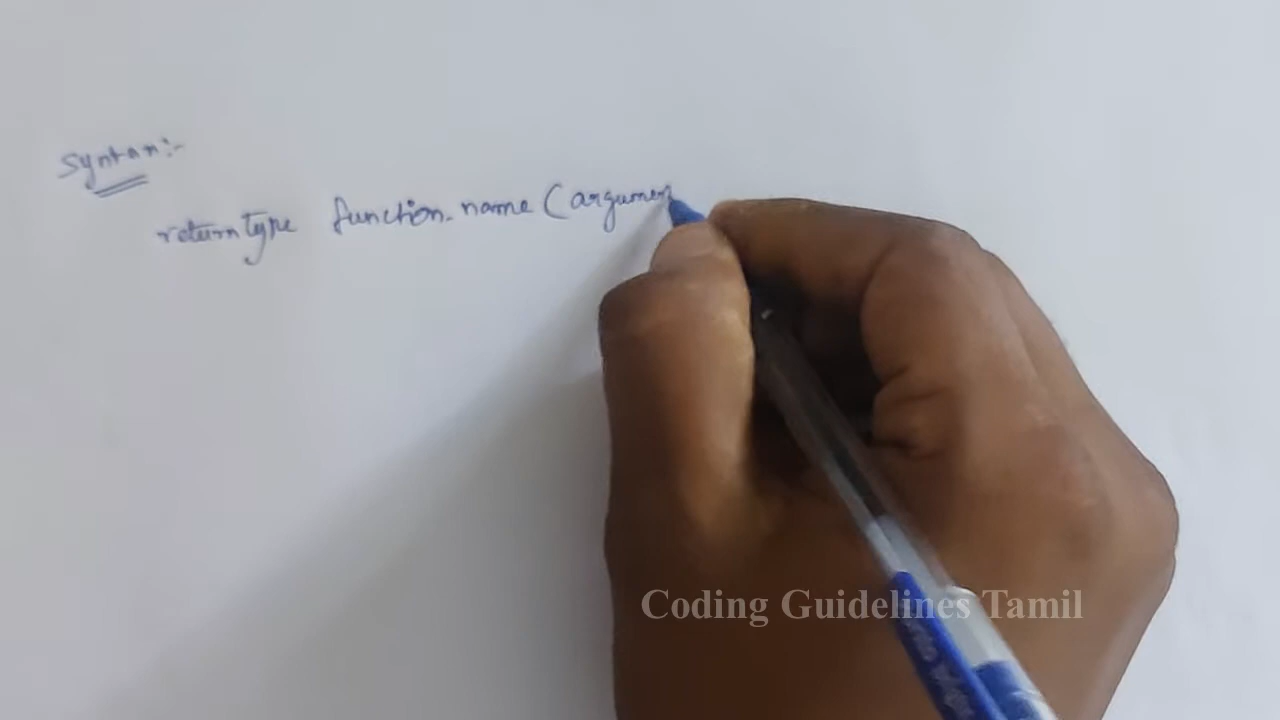 Syntax:-
returntype function_name (argumen
Coding Guidelines Tamil